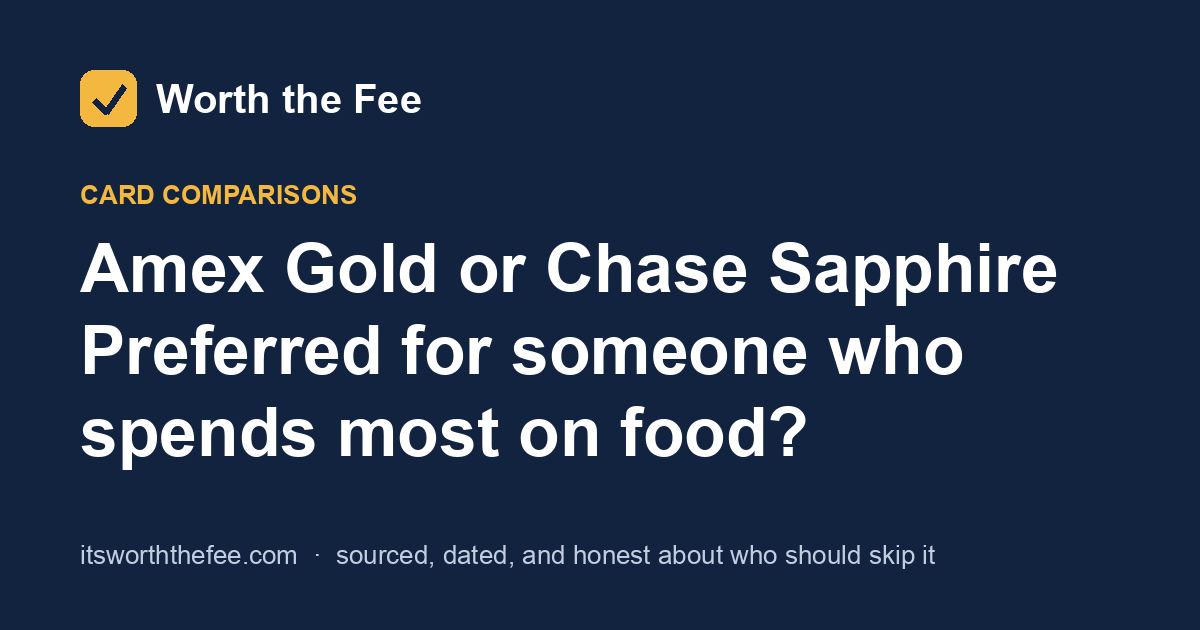 Worth the Fee
CARD COMPARISONS
Amex Gold or Chase Sapphire
Preferred for someone who
spends most on food?
itsworththefee.com · sourced, dated, and honest about who should skip it